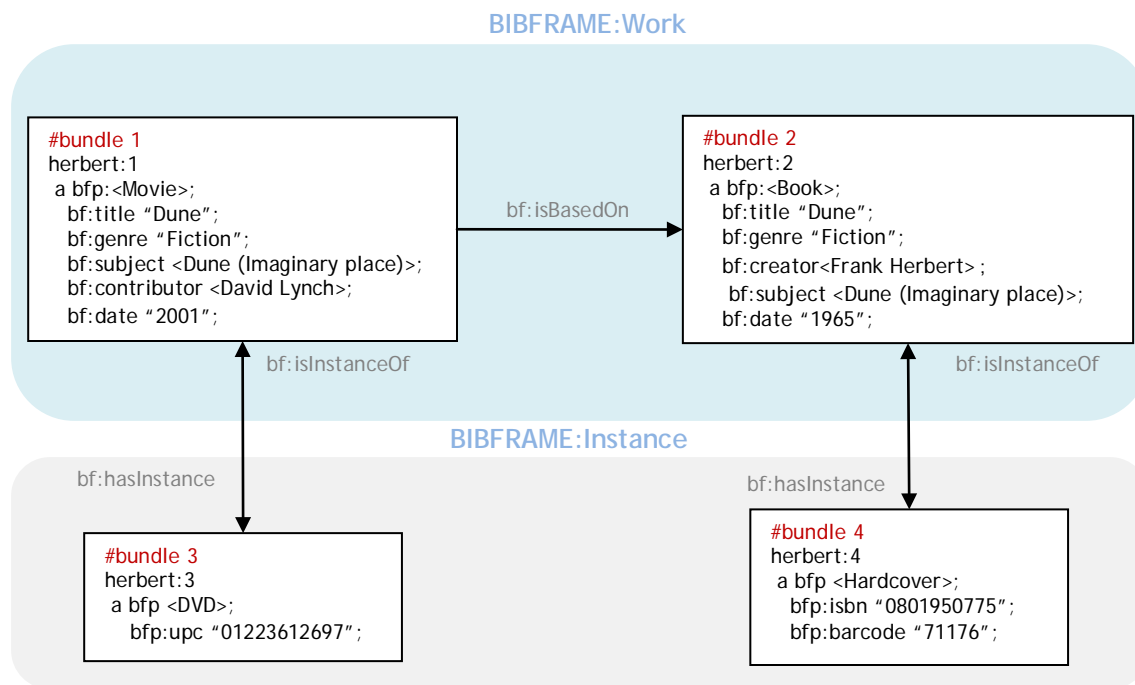 BIBFRAME:Work
#bundle 1
herbert:1
a bfp:<Movie>;
bf:title “Dune”;
bf:genre “Fiction”;
bf:subject <Dune (Imaginary place)>;
bf:contributor <David Lynch>;
bf:date “2001”;
bf:isBasedOn
#bundle 2
herbert:2
a bfp:<Book>;
bf:title “Dune”;
bf:genre “Fiction”;
bf:creator<Frank Herbert> ;
bf:subject <Dune (Imaginary place)>;
bf:date “1965”;
bf:isInstanceOf
bf:isInstanceOf
BIBFRAME:Instance
bf:hasInstance
bf:hasInstance
#bundle 3
herbert:3
a bfp <DVD>;
bfp:upc “01223612697”;
#bundle 4
herbert:4
a bfp <Hardcover>;
bfp:isbn “0801950775”;
bfp:barcode “71176”;